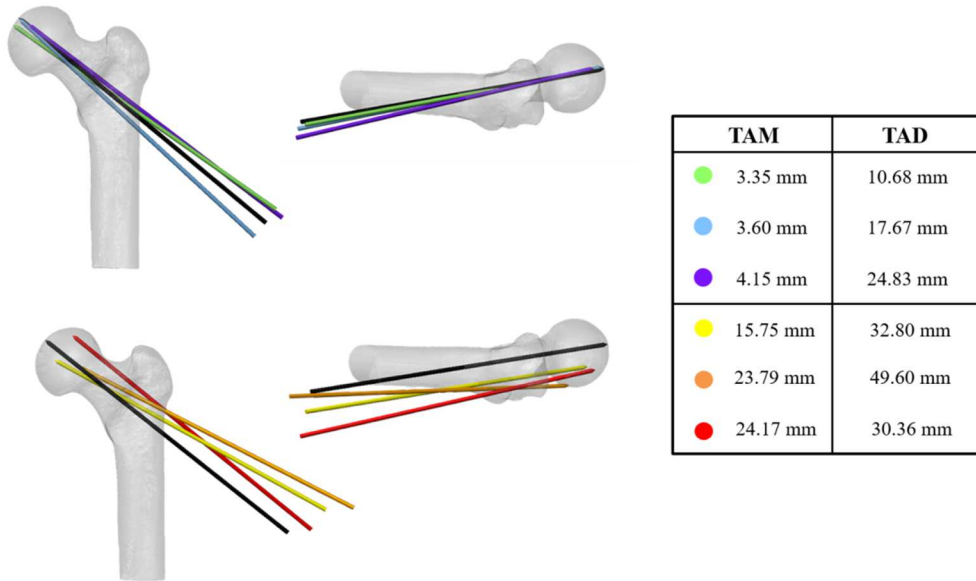 TAM TAD
3.35 mm 10.68 mm
3.60 mm 17.67 mm
4.15 mm 24.83 mm
15.75 mm 32.80 mm
23.79 mm 49.60 mm
24.17 mm 30.36 mm